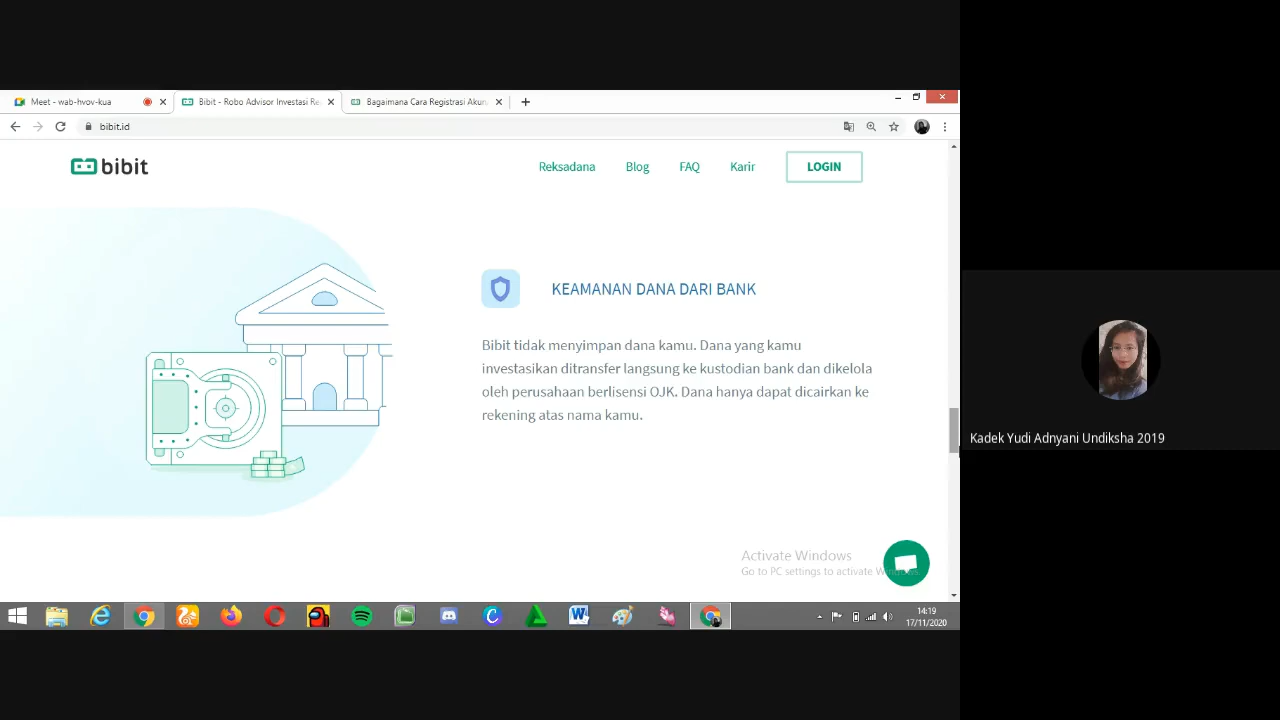 Meet - wab-hvov-kua
Bibit - Robo Advisor Investasi Re
Bagaimana Cara Registrasi Akun
bibit.id
bibit
Reksadana
Blog
FAQ
Karir
LOGIN
KEAMANAN DANA DARI BANK
Bibit tidak menyimpan dana kamu. Dana yang kamu
investasikan ditransfer langsung ke kustodian bank dan dikelola
oleh perusahaan berlisensi OJK. Dana hanya dapat dicairkan ke
rekening atas nama kamu.
Kadek Yudi Adnyani Undiksha 2019
Activate Windows
Go to PC settings to activate Windows.
14:19
17/11/2020